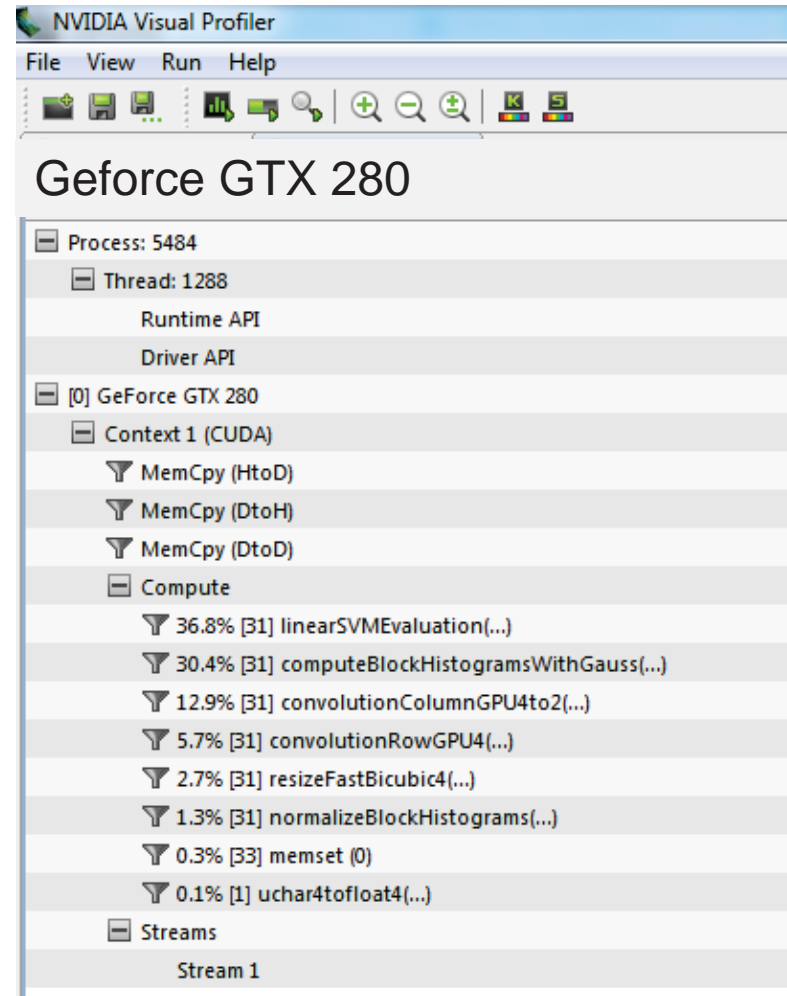 NVIDIA Visual Profiler
File View Run Help
K S
Geforce GTX 280
Process: 5484
Thread: 1288
Runtime API
Driver API
[0] GeForce GTX 280
Context 1 (CUDA)
MemCpy (HtoD)
MemCpy (DtoH)
MemCpy (DtoD)
Compute
36.8% [31] linearSVMEvaluation(...)
30.4% [31] computeBlockHistogramsWithGauss(...)
12.9% [31] convolutionColumnGPU4to2(...)
5.7% [31] convolutionRowGPU4(...)
2.7% [31] resizeFastBicubic4(...)
1.3% [31] normalizeBlockHistograms(...)
0.3% [33] memset (0)
0.1% [1] uchar4tofloat4(...)
Streams
Stream 1